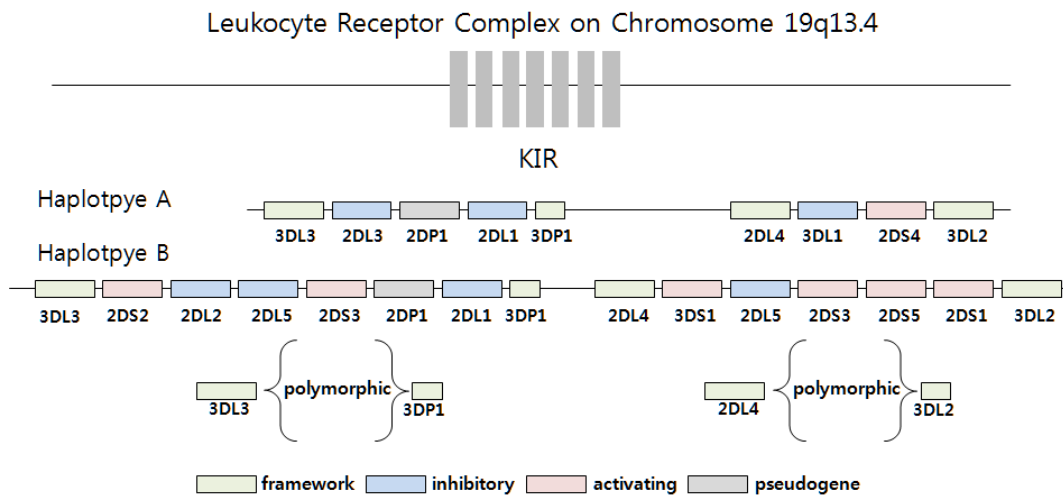 Leukocyte Receptor Complex on Chromosome 19q13.4
KIR
Haplotpye A
3DL3 2DL3 2DP1 2DL1 3DP1 2DL4 3DL1 2DS4 3DL2
Haplotpye B
3DL3 2DS2 2DL2 2DL5 2DS3 2DP1 2DL1 3DP1 2DL4 3DS1 2DL5 2DS3 2DS5 2DS1 3DL2
polymorphic polymorphic
3DL3 3DP1 2DL4 3DL2
framework inhibitory activating pseudogene